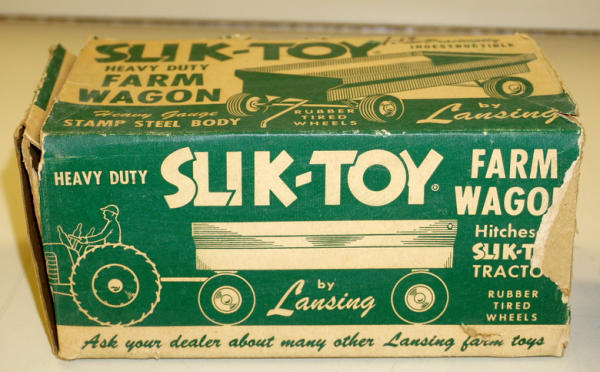 SLIK-TOY
HEAVY DUTY
FARM
WAGON
Heavy Gauge
STAMP STEEL BODY
INDESTRUCTIBLE
RUBBER
TIRED
WHEELS
by
Lansing
HEAVY DUTY
SLIK-TOY®
FARM
WAGON
Hitches
SLIK-T
TRACTO
RUBBER
TIRED
WHEELS
by
Lansing
Ask your dealer about many other Lansing farm toys